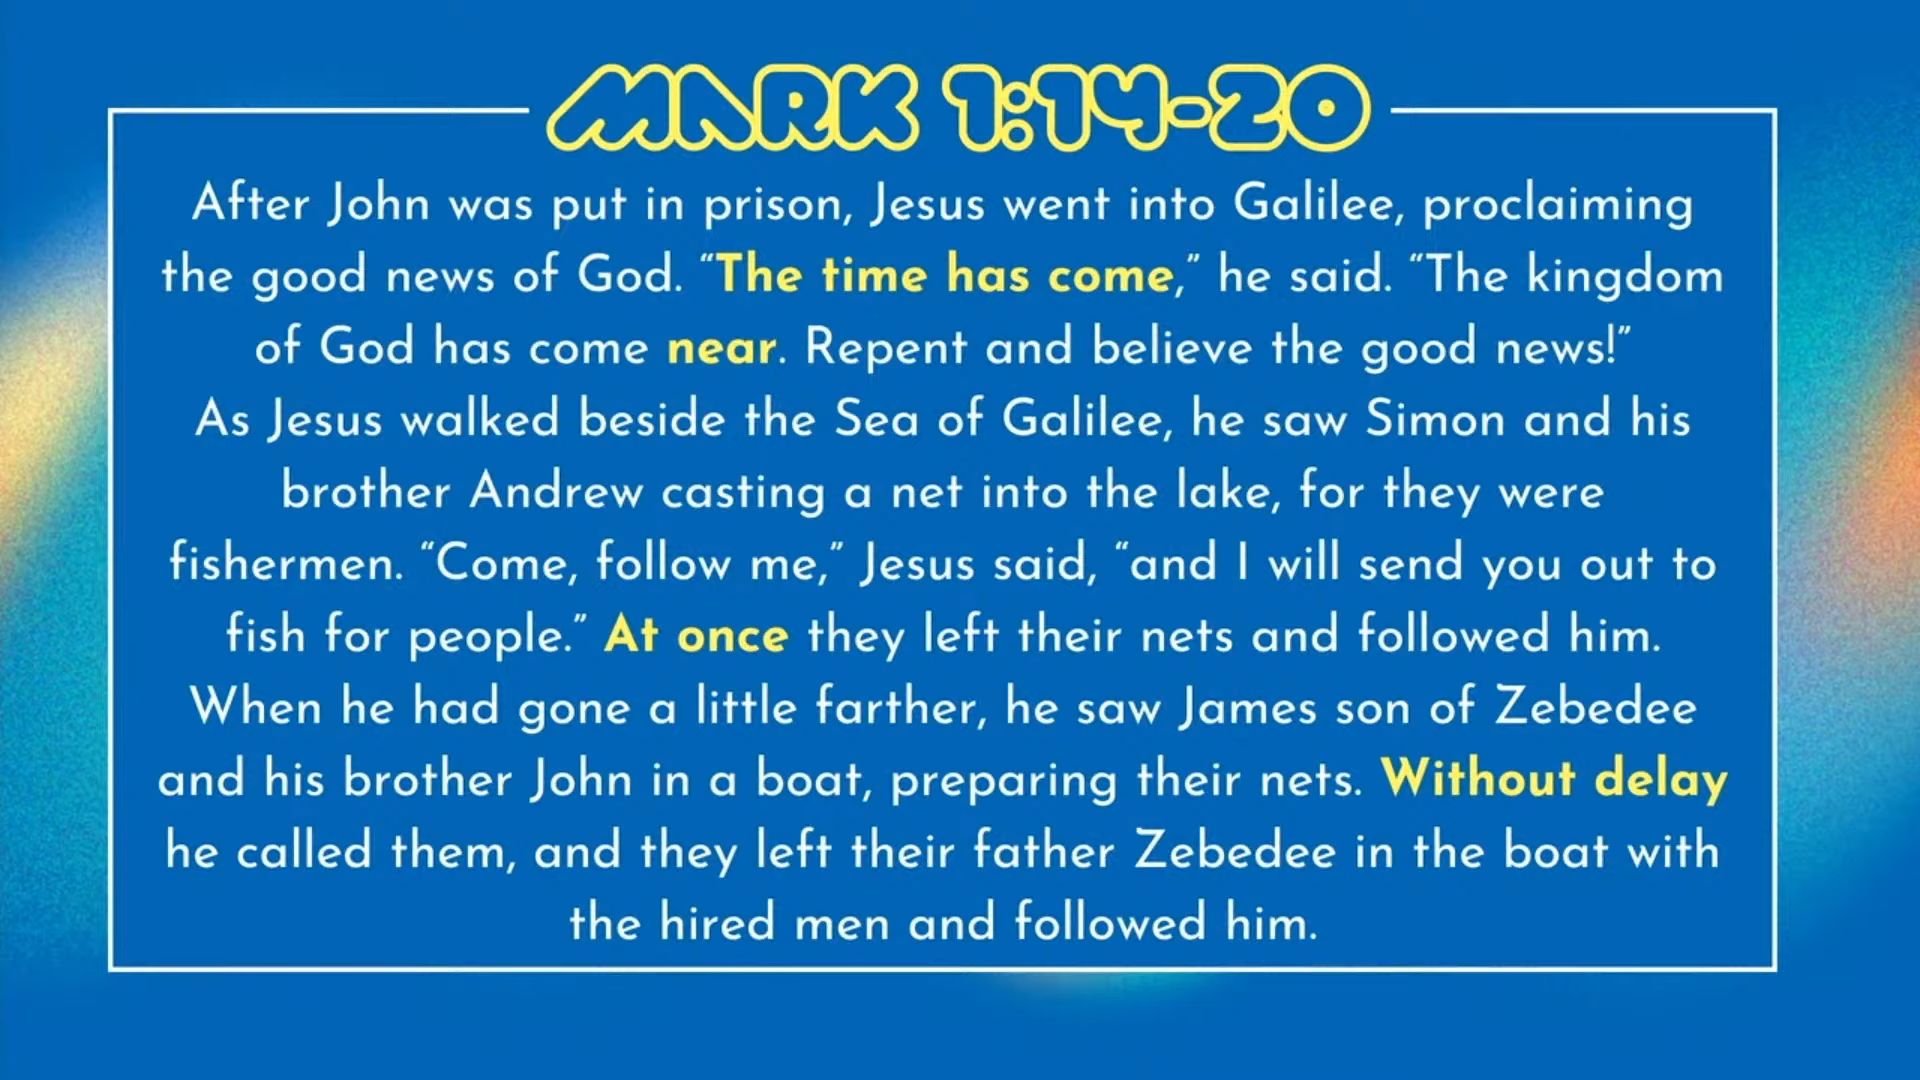 MARK 1:14-20
After John was put in prison, Jesus went into Galilee, proclaiming
the good news of God. “The time has come,” he said. “The kingdom
of God has come near. Repent and believe the good news!”
As Jesus walked beside the Sea of Galilee, he saw Simon and his
brother Andrew casting a net into the lake, for they were
fishermen. “Come, follow me,” Jesus said, “and I will send you out to
fish for people.” At once they left their nets and followed him.
When he had gone a little farther, he saw James son of Zebedee
and his brother John in a boat, preparing their nets. Without delay
he called them, and they left their father Zebedee in the boat with
the hired men and followed him.